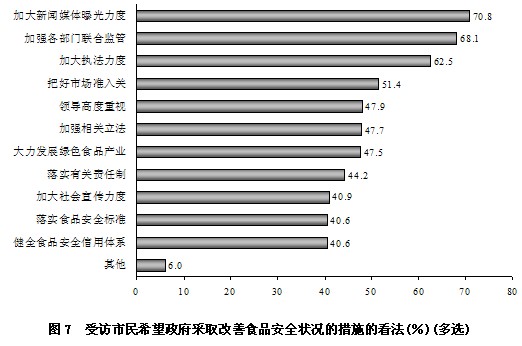 加大新闻媒体曝光力度 70.8
加强各部门联合监管 68.1
加大执法力度 62.5
把好市场准入关 51.4
领导高度重视 47.9
加强相关立法 47.7
大力发展绿色食品产业 47.5
落实有关责任制 44.2
加大社会宣传力度 40.9
落实食品安全标准 40.6
健全食品安全信用体系 40.6
其他 6.0
0 10 20 30 40 50 60 70 80
图 7 受访市民希望政府采取改善食品安全状况的措施的看法(%)(多选)